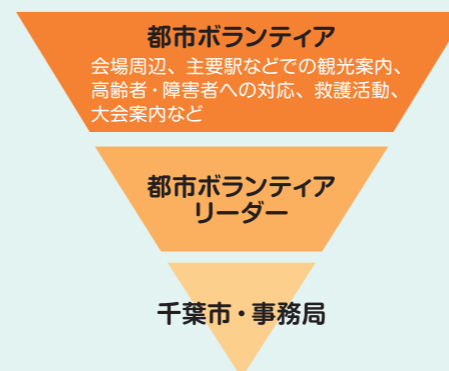 都市ボランティア
会場周辺、主要駅などでの観光案内、
高齢者・障害者への対応、救護活動、
大会案内など
都市ボランティア
リーダー
千葉市・事務局